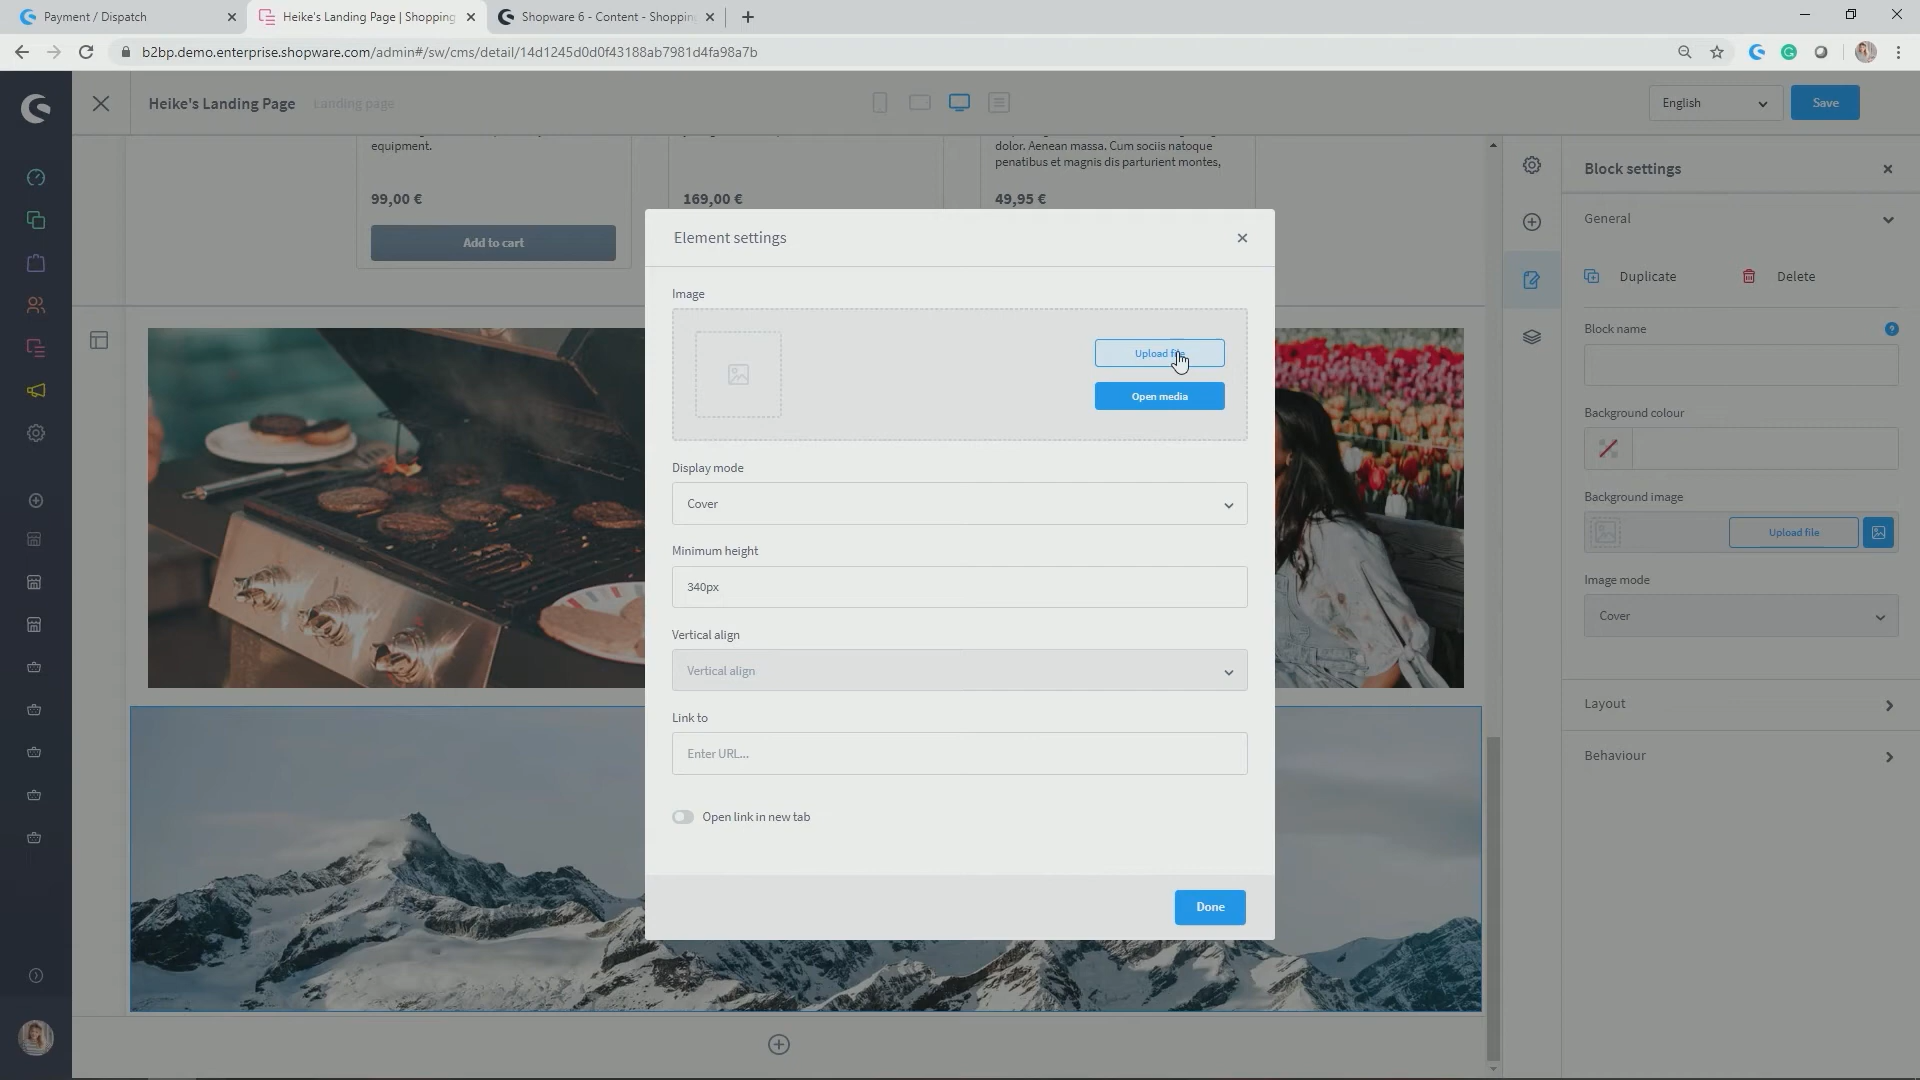 Payment / Dispatch
Heike's Landing Page | Shopping
Shopware 6 - Content - Shoppin
b2bp.demo.enterprise.shopware.com/admin#/sw/cms/detail/14d1245d0d0f43188ab7981d4fa98a7b
Heike's Landing Page
Landing page
English
Save
equipment.
dolor. Aenean massa. Cum sociis natoque
penatibus et magnis dis parturient montes,
99,00 €
169,00 €
49,95 €
Add to cart
Element settings
Image
Upload file
Open media
Display mode
Cover
Minimum height
340px
Vertical align
Vertical align
Link to
Enter URL...
Open link in new tab
Done
Block settings
General
Duplicate
Delete
Block name
?
Background colour
Background image
Upload file
Image mode
Cover
Layout
Behaviour